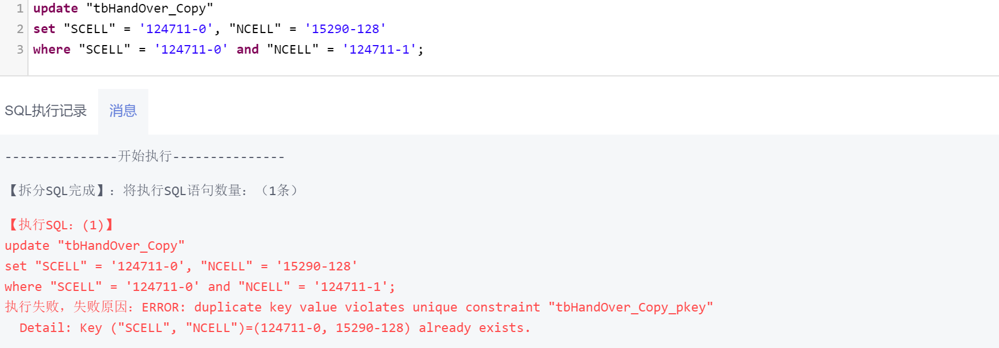 1 update "tbHandOver_Copy"
2 set "SCELL" = '124711-0', "NCELL" = '15290-128'
3 where "SCELL" = '124711-0' and "NCELL" = '124711-1';
SQL执行记录 消息
---------------开始执行---------------
【拆分SQL完成】：将执行SQL语句数量：（1条）
【执行SQL：(1)】
update "tbHandOver_Copy"
set "SCELL" = '124711-0', "NCELL" = '15290-128'
where "SCELL" = '124711-0' and "NCELL" = '124711-1';
执行失败，失败原因：ERROR: duplicate key value violates unique constraint "tbHandOver_Copy_pkey"
Detail: Key ("SCELL", "NCELL")=(124711-0, 15290-128) already exists.